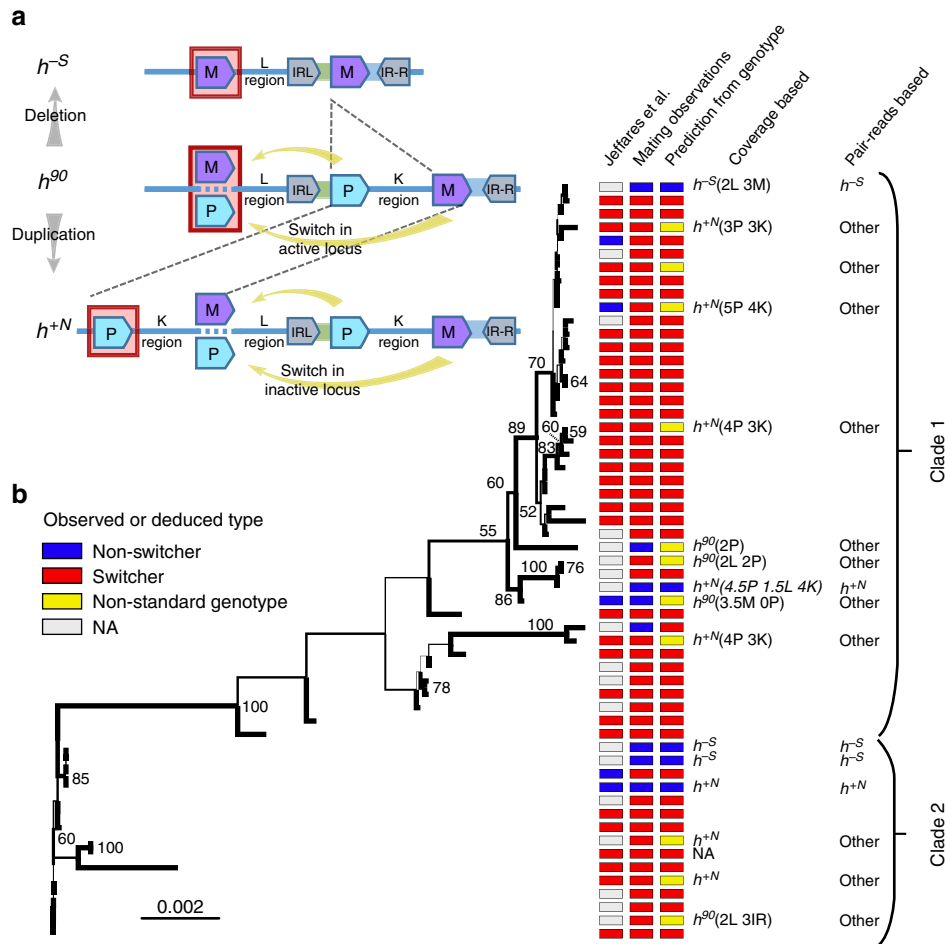 a
h-S
M
L
region
IRL
M
IR-R
Deletion
h90
M
P
L
region
IRL
P
K
region
M
IR-R
Duplication
Switch in
active locus
h+N
P
K
region
M
P
L
region
IRL
P
K
region
M
IR-R
Switch in
inactive locus
Jeffares et al.
Mating observations
Prediction from genotype
Coverage based
Pair-reads based
h-S(2L 3M) h-S
h+N(3P 3K) Other
Other
h+N(5P 4K) Other
h+N(4P 3K) Other
h90(2P) Other
h90(2L 2P) Other
h+N(4.5P 1.5L 4K) h+N
h90(3.5M 0P) Other
h+N(4P 3K) Other
h-S h-S
h-S h-S
h+N h+N
h+N Other
NA
h+N Other
h90(2L 3IR) Other
Clade 1
Clade 2
b
Observed or deduced type
Non-switcher
Switcher
Non-standard genotype
NA
70
64
60
59
89
83
60
52
55
100
76
86
100
78
100
85
60
100
0.002